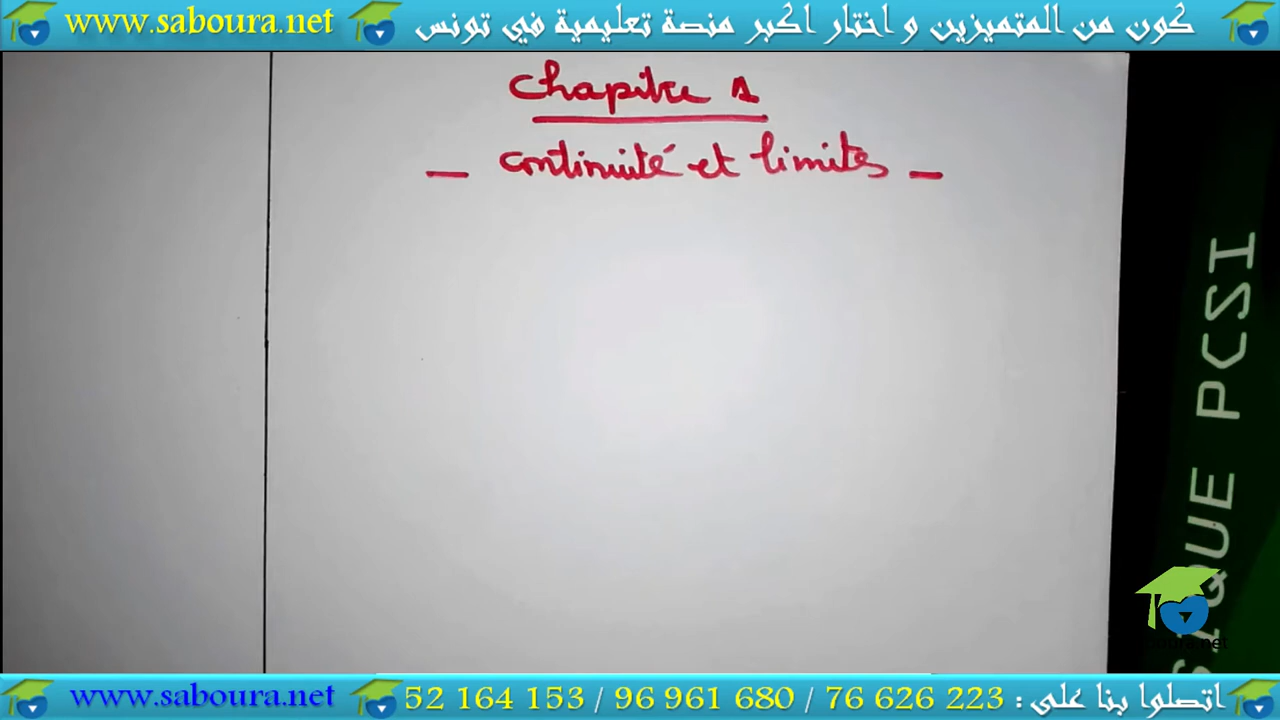 www.saboura.net كون من المتميزين و اختار اكبر منصة تعليمية في تونس
Chapitre 1
_ continuité et limites _
SIQUE PCSI
www.saboura.net 52 164 153 / 96 961 680 / 76 626 223 : اتصلوا بنا على